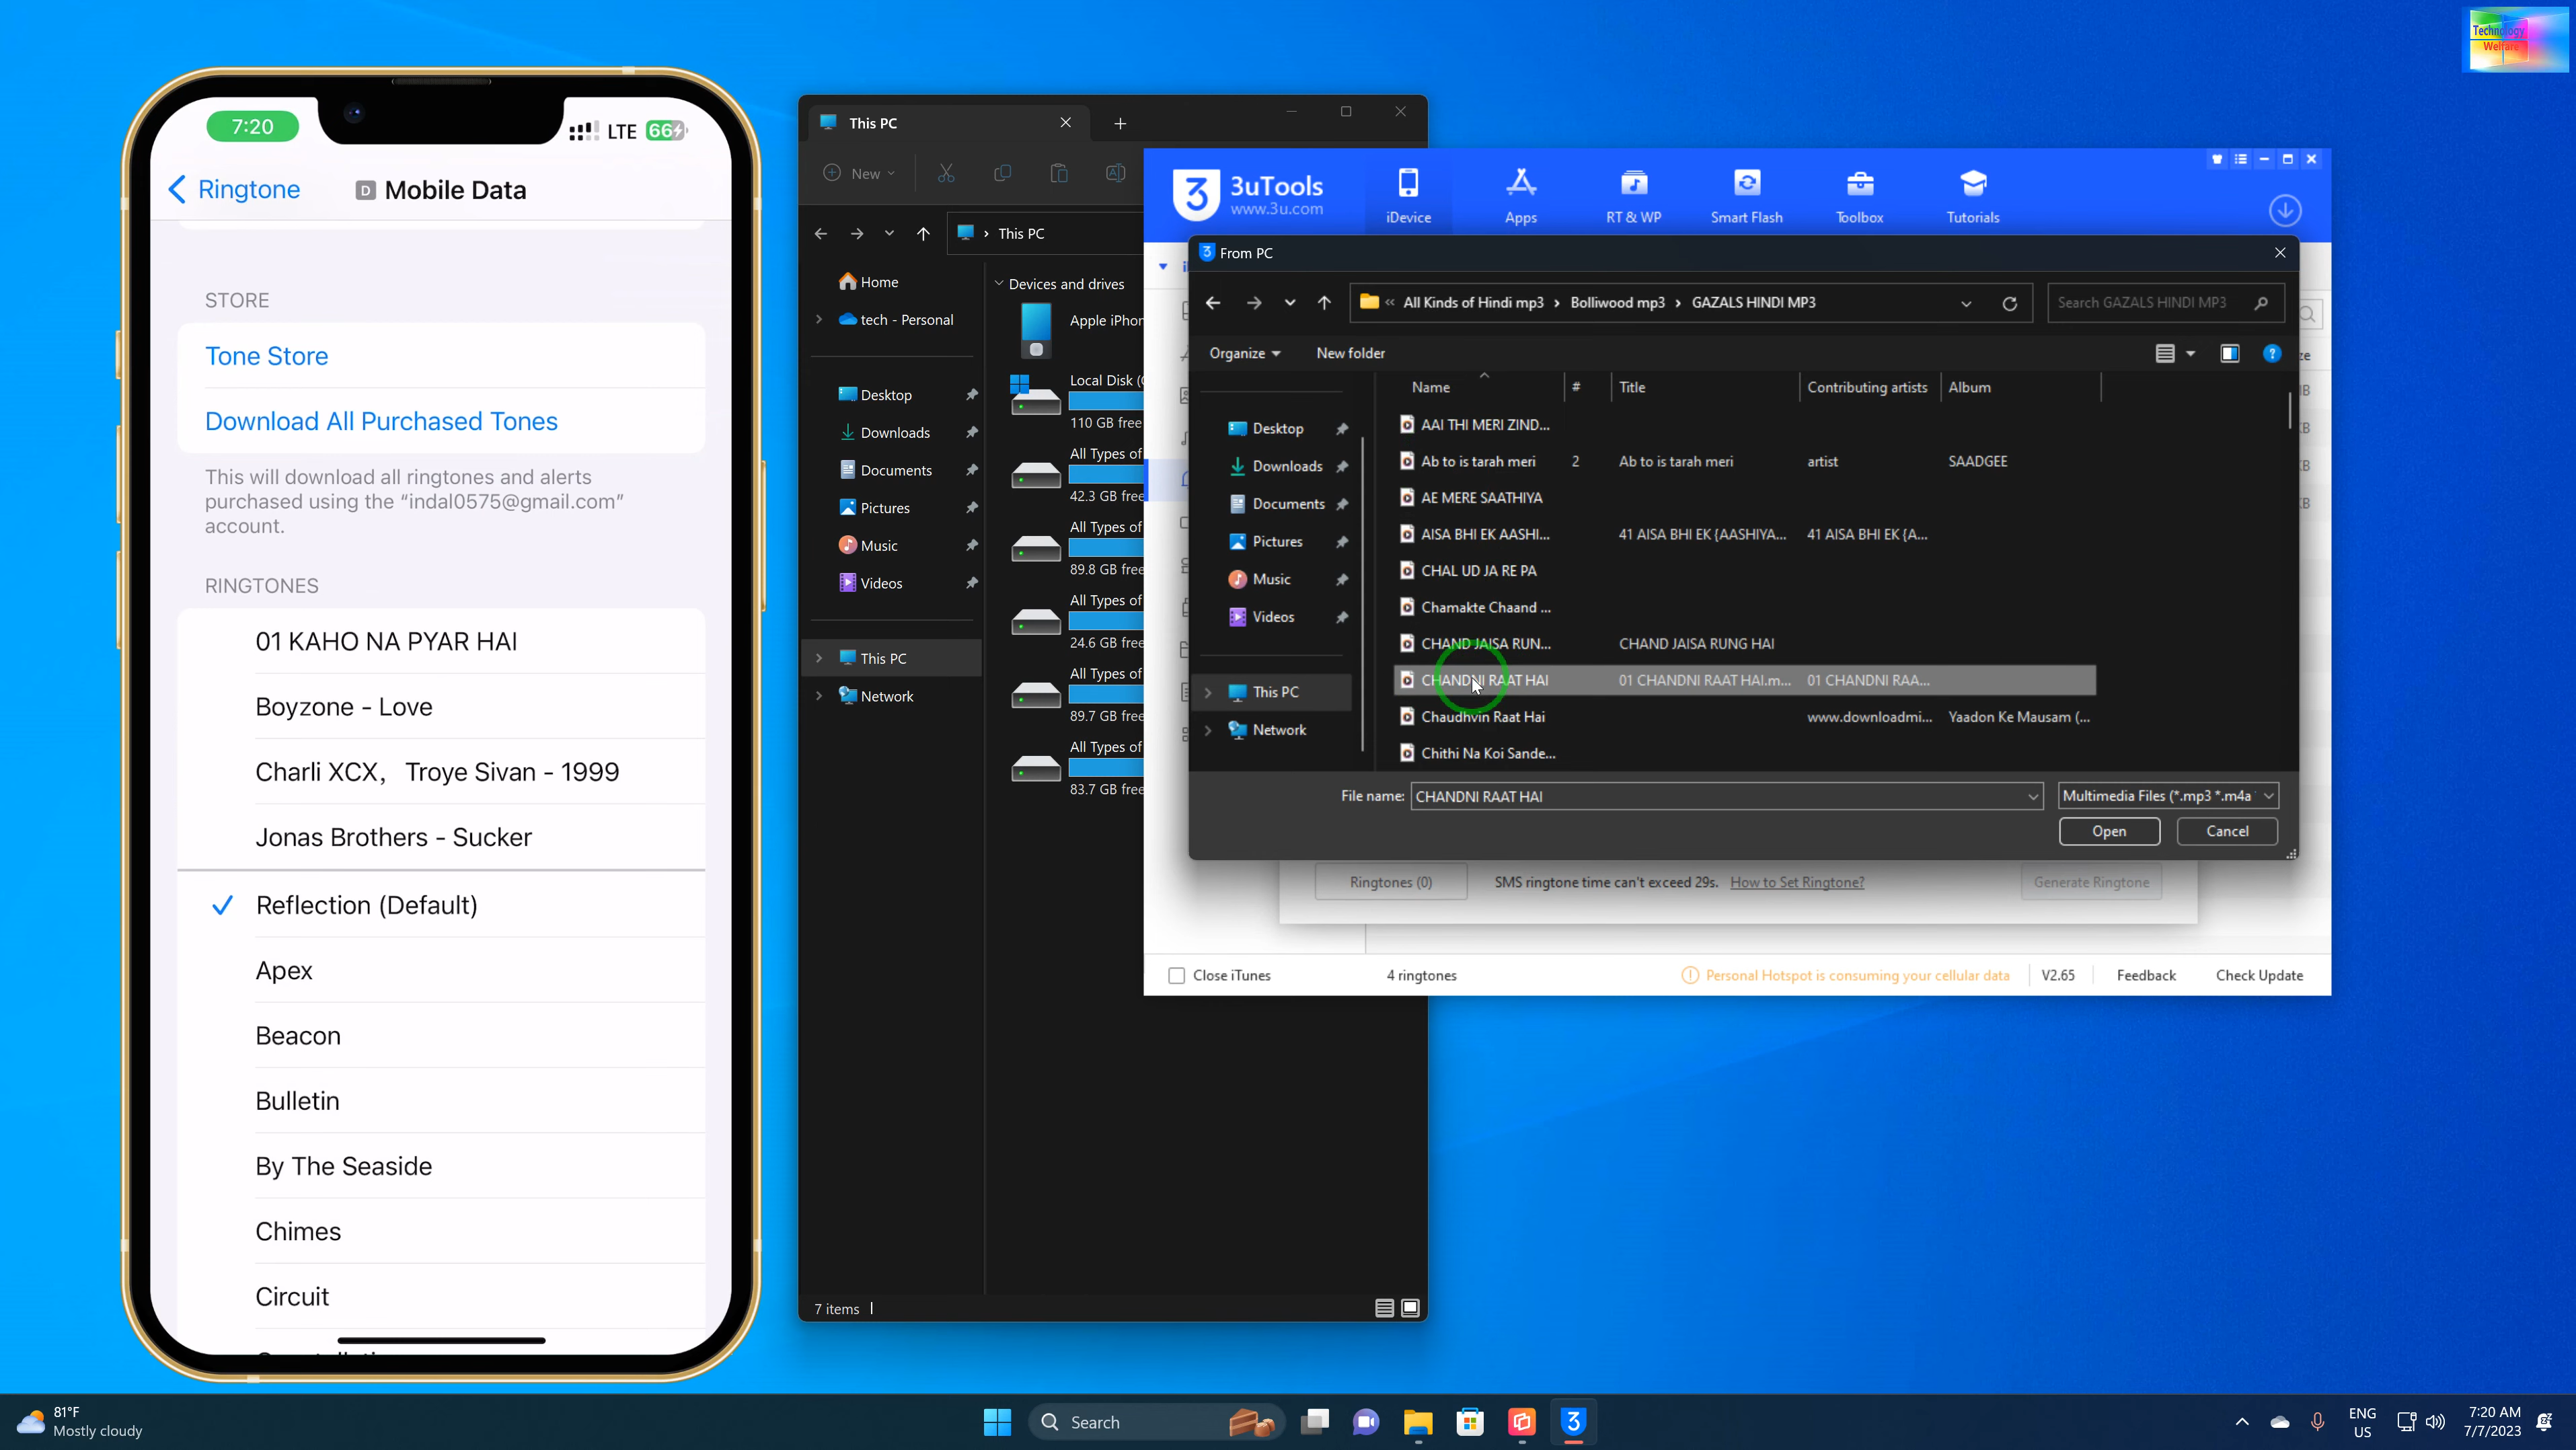 Technology
Welfare
7:20
LTE 66
Ringtone
D Mobile Data
STORE
Tone Store
Download All Purchased Tones
This will download all ringtones and alerts
purchased using the “indal0575@gmail.com”
account.
RINGTONES
01 KAHO NA PYAR HAI
Boyzone - Love
Charli XCX， Troye Sivan - 1999
Jonas Brothers - Sucker
Reflection (Default)
Apex
Beacon
Bulletin
By The Seaside
Chimes
Circuit
This PC
New
This PC
Home
tech - Personal
Desktop
Downloads
Documents
Pictures
Music
Videos
This PC
Network
Devices and drives
Apple iPhon
Local Disk (
110 GB free
All Types of
42.3 GB free
All Types of
89.8 GB free
All Types of
24.6 GB free
All Types of
89.7 GB free
All Types of
83.7 GB free
7 items
3 3uTools
www.3u.com
iDevice
Apps
RT & WP
Smart Flash
Toolbox
Tutorials
3 From PC
« All Kinds of Hindi mp3 › Bolliwood mp3 › GAZALS HINDI MP3
Search GAZALS HINDI MP3
Organize
New folder
Desktop
Downloads
Documents
Pictures
Music
Videos
This PC
Network
Name # Title Contributing artists Album
AAI THI MERI ZIND...
Ab to is tarah meri 2 Ab to is tarah meri artist SAADGEE
AE MERE SAATHIYA
AISA BHI EK AASHI... 41 AISA BHI EK {AASHIYA... 41 AISA BHI EK {A...
CHAL UD JA RE PA
Chamakte Chaand ...
CHAND JAISA RUN... CHAND JAISA RUNG HAI
CHANDNI RAAT HAI 01 CHANDNI RAAT HAI.m... 01 CHANDNI RAA...
Chaudhvin Raat Hai www.downloadmi... Yaadon Ke Mausam (...
Chithi Na Koi Sande...
File name: CHANDNI RAAT HAI
Multimedia Files (*.mp3 *.m4a
Open
Cancel
Ringtones (0)
SMS ringtone time can't exceed 29s. How to Set Ringtone?
Generate Ringtone
Close iTunes
4 ringtones
Personal Hotspot is consuming your cellular data
V2.65
Feedback
Check Update
81°F
Mostly cloudy
Search
3
ENG
US
7:20 AM
7/7/2023